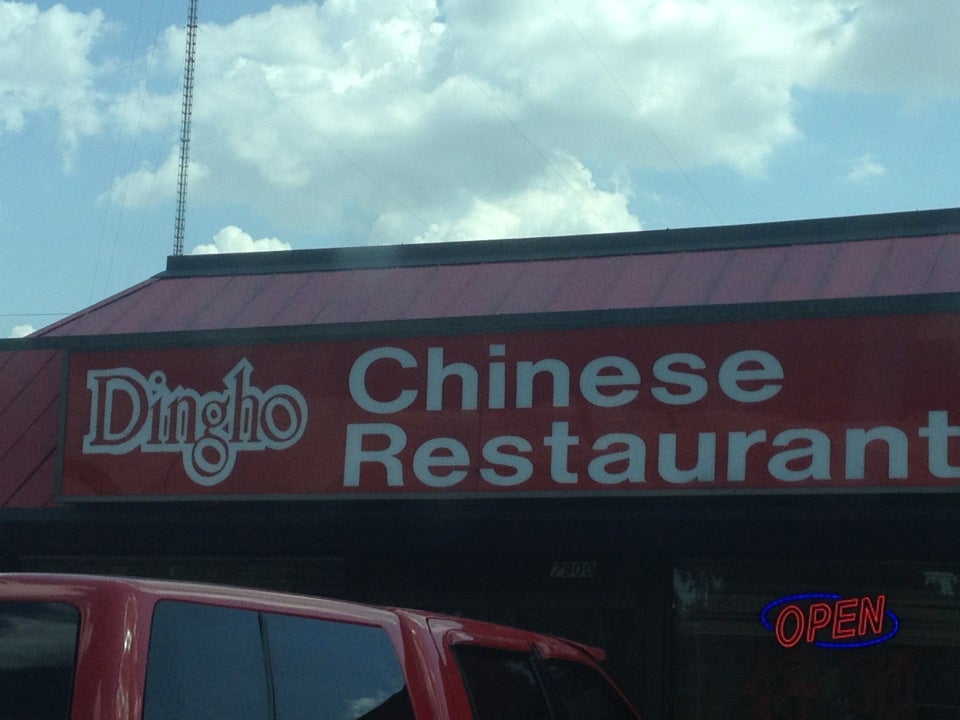 Dingho
Chinese
Restaurant
7900
OPEN